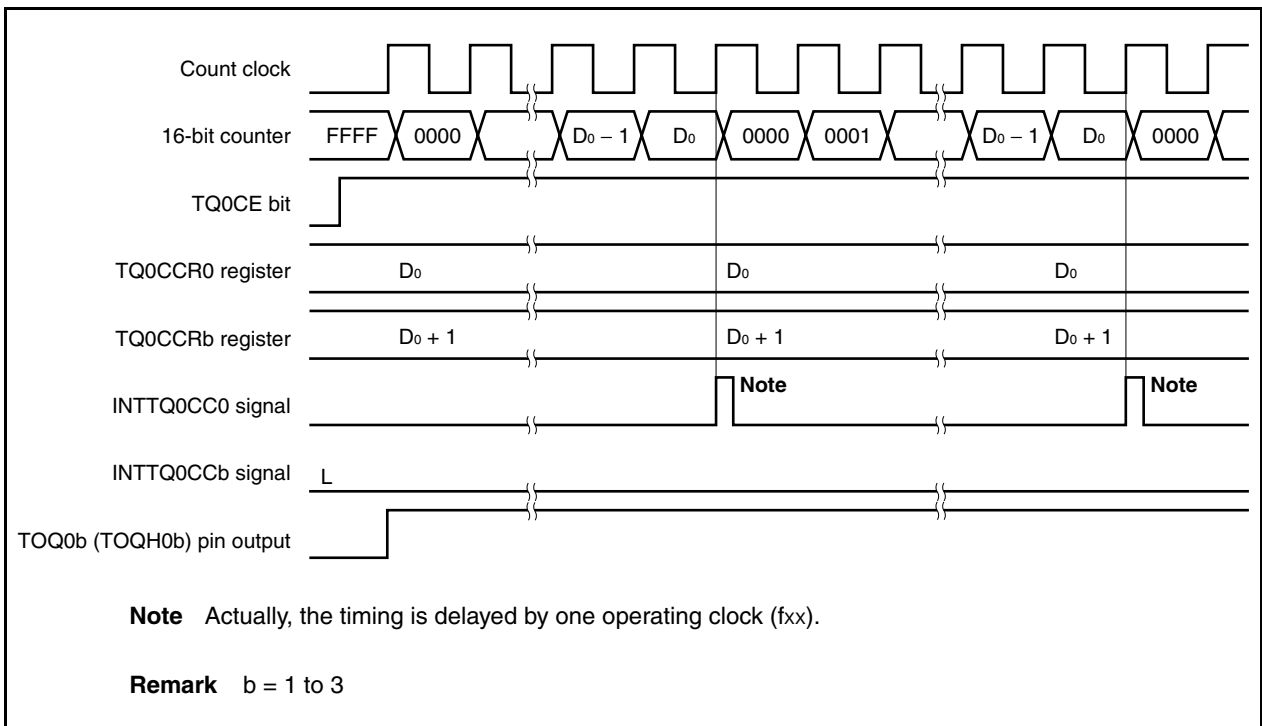 Count clock
16-bit counter FFFF 0000 D₀ − 1 D₀ 0000 0001 D₀ − 1 D₀ 0000
TQ0CE bit
TQ0CCR0 register D₀ D₀ D₀
TQ0CCRb register D₀ + 1 D₀ + 1 D₀ + 1
INTTQ0CC0 signal Note Note
INTTQ0CCb signal L
TOQ0b (TOQH0b) pin output
Note Actually, the timing is delayed by one operating clock (fxx).
Remark b = 1 to 3